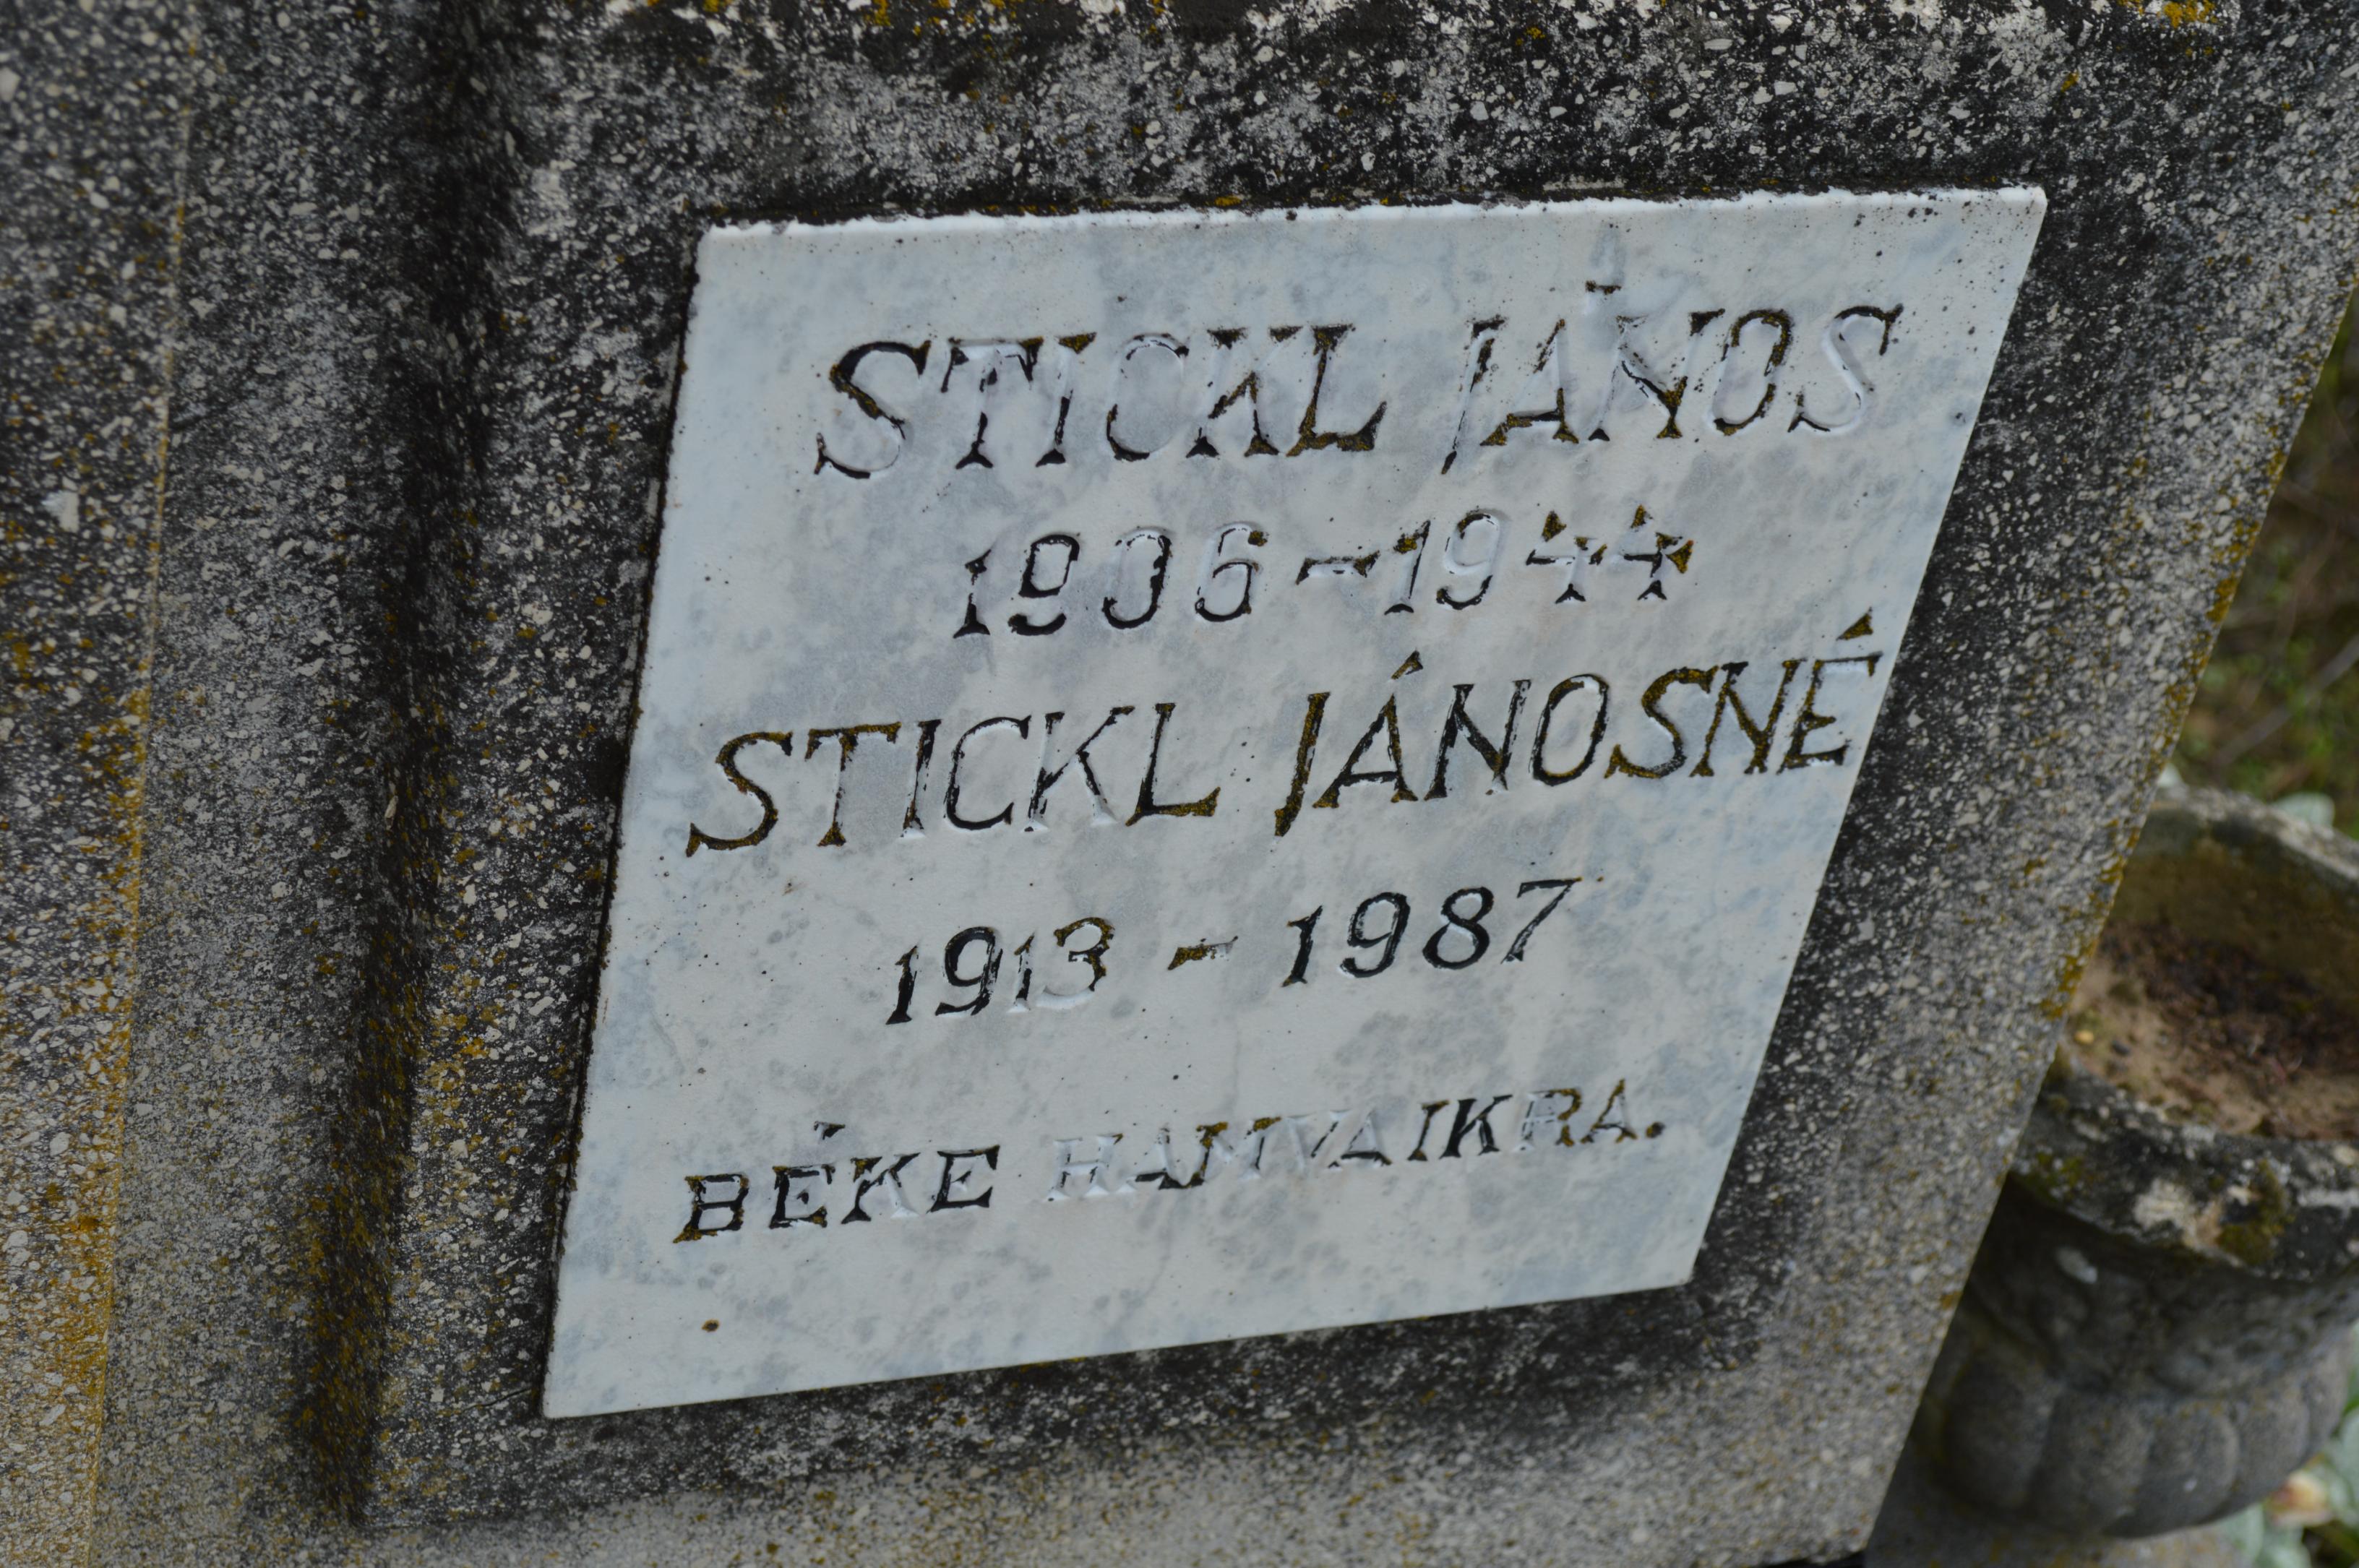 STICKL JÁNOS
1906-1944
STICKL JÁNOSNÉ
1913 - 1987
BÉKE HAMVAIKRA.